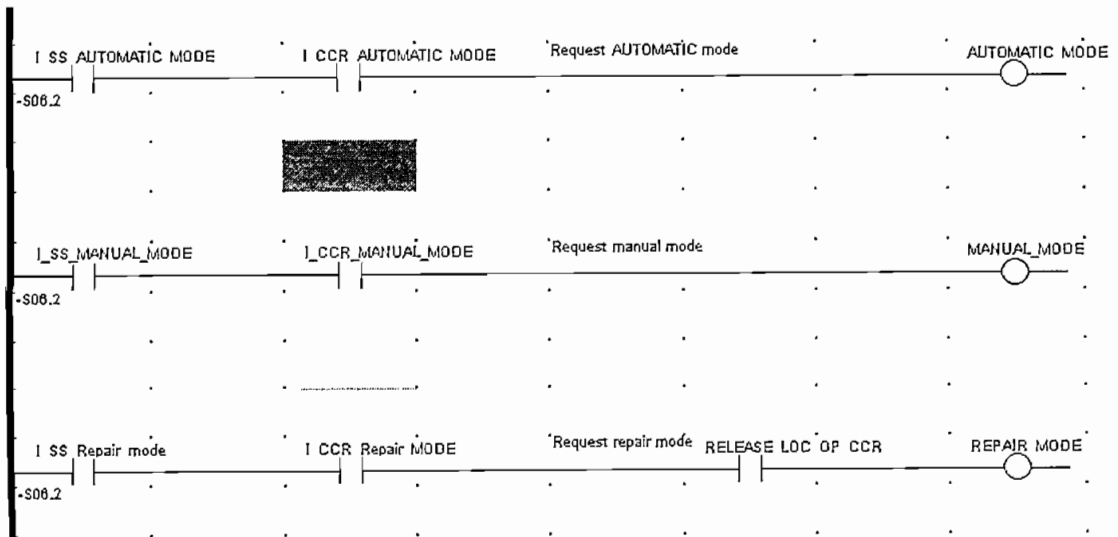 I SS AUTOMATIC MODE I CCR AUTOMATIC MODE Request AUTOMATIC mode AUTOMATIC MODE
-S06.2
I_SS_MANUAL_MODE I_CCR_MANUAL_MODE Request manual mode MANUAL_MODE
-S06.2
I SS Repair mode I CCR Repair MODE Request repair mode RELEASE LOC OP CCR REPAIR MODE
-S06.2